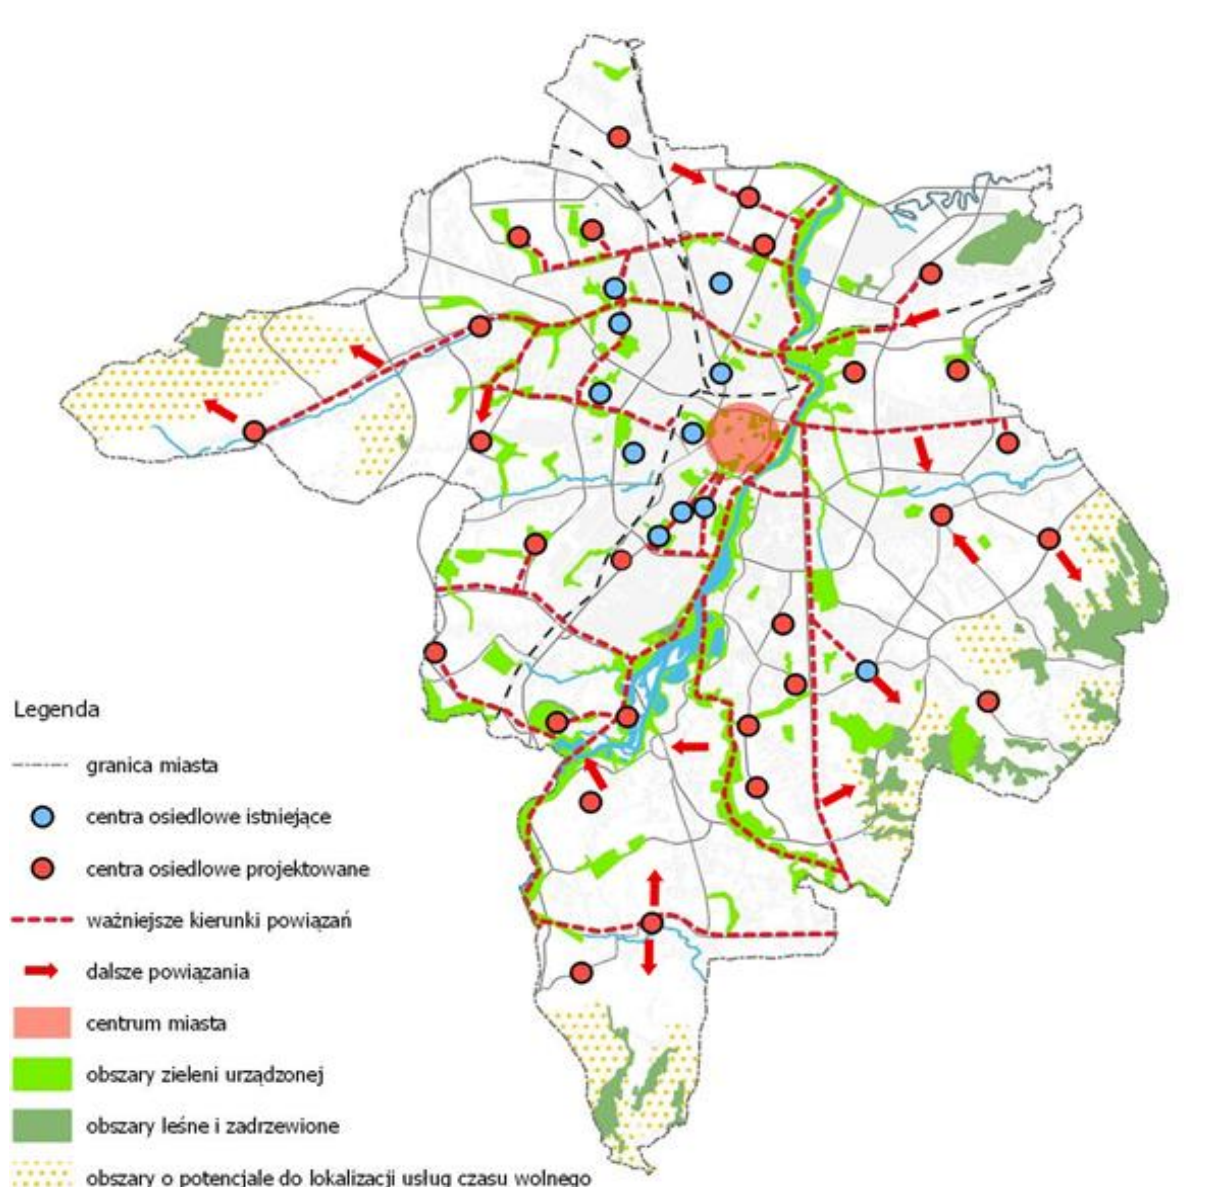 Legenda
granica miasta
centra osiedlowe istniejące
centra osiedlowe projektowane
ważniejsze kierunki powiązań
dalsze powiązania
centrum miasta
obszary zieleni urządzonej
obszary leśne i zadrzewione
obszary o potencjale do lokalizacji usług czasu wolnego